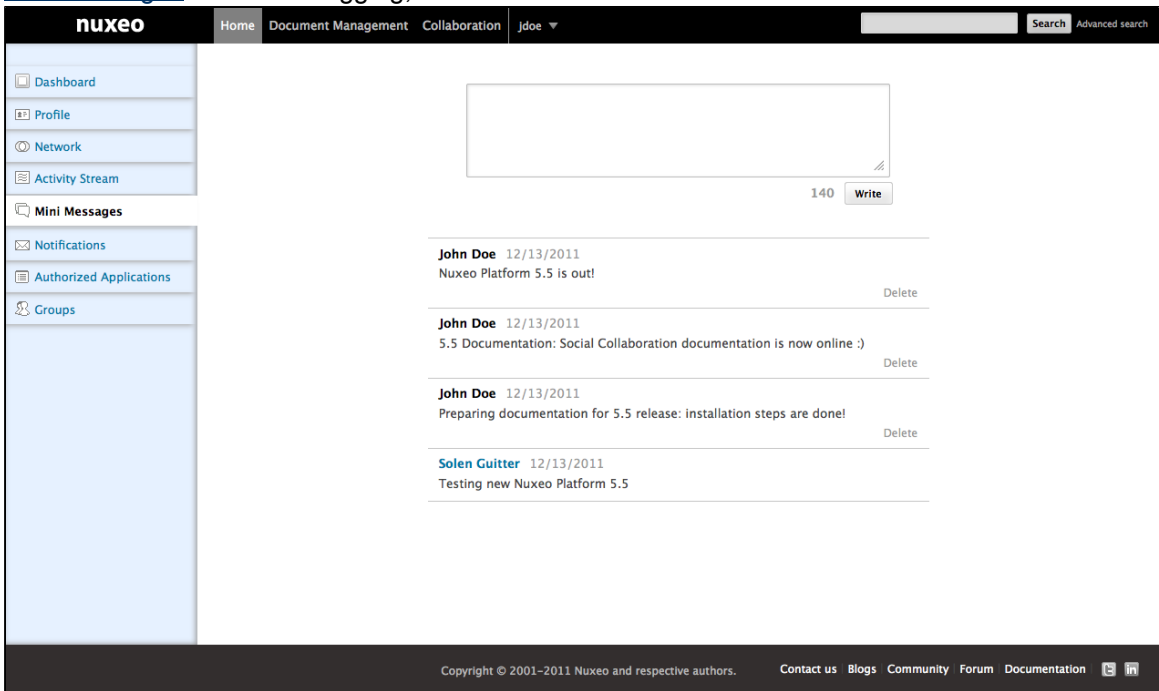 nuxeo
Home Document Management Collaboration jdoe
Search Advanced search
Dashboard
Profile
Network
Activity Stream
Mini Messages
Notifications
Authorized Applications
Groups
140 Write
John Doe 12/13/2011
Nuxeo Platform 5.5 is out!
Delete
John Doe 12/13/2011
5.5 Documentation: Social Collaboration documentation is now online :)
Delete
John Doe 12/13/2011
Preparing documentation for 5.5 release: installation steps are done!
Delete
Solen Guitter 12/13/2011
Testing new Nuxeo Platform 5.5
Copyright © 2001-2011 Nuxeo and respective authors. Contact us Blogs Community Forum Documentation